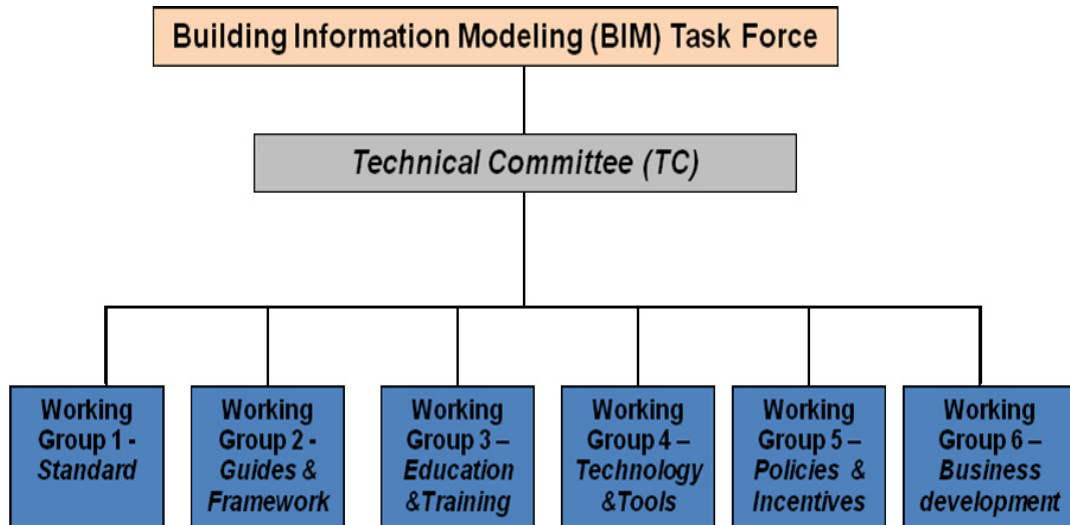 Building Information Modeling (BIM) Task Force
Technical Committee (TC)
Working
Group 1 -
Standard
Working
Group 2 -
Guides &
Framework
Working
Group 3 –
Education
&Training
Working
Group 4 –
Technology
&Tools
Working
Group 5 –
Policies &
Incentives
Working
Group 6 –
Business
development